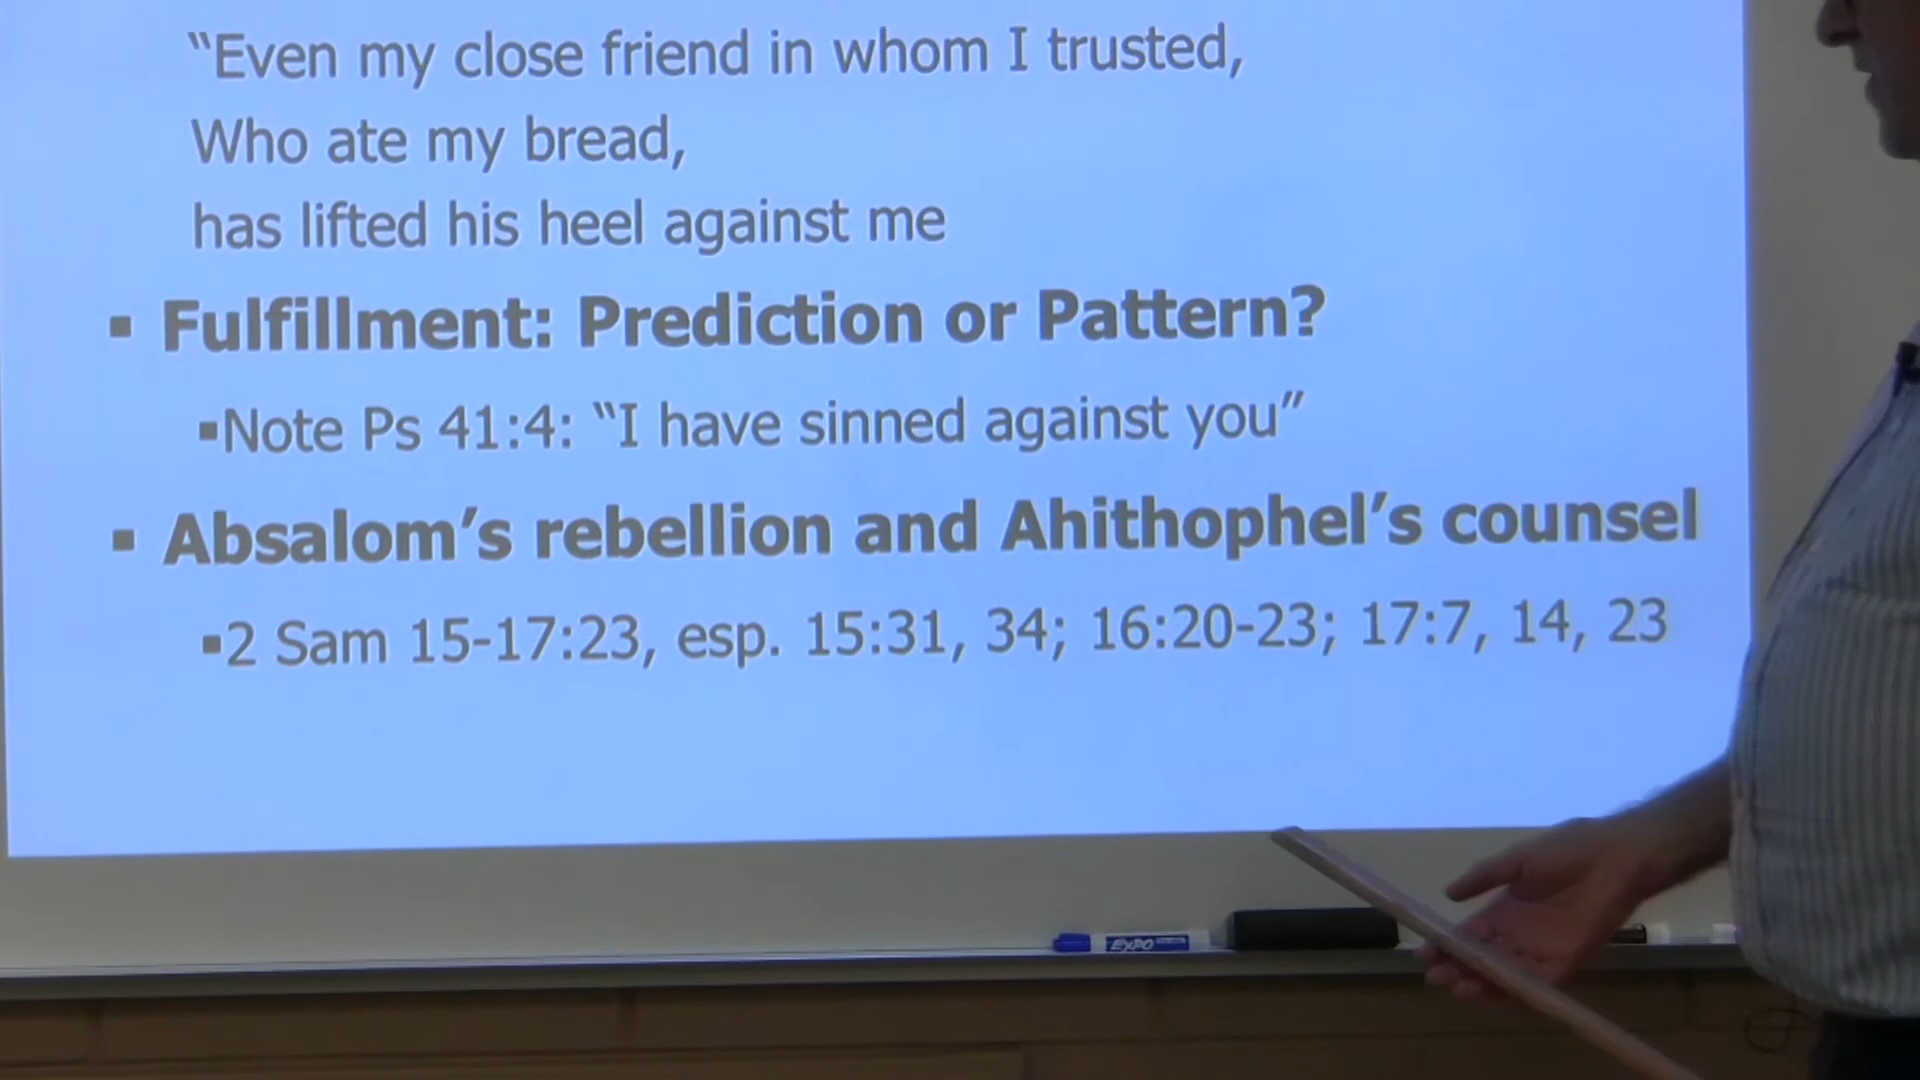 “Even my close friend in whom I trusted,
Who ate my bread,
has lifted his heel against me
▪ Fulfillment: Prediction or Pattern?
▪Note Ps 41:4: “I have sinned against you”
▪ Absalom’s rebellion and Ahithophel’s counsel
▪2 Sam 15-17:23, esp. 15:31, 34; 16:20-23; 17:7, 14, 23
EXPO